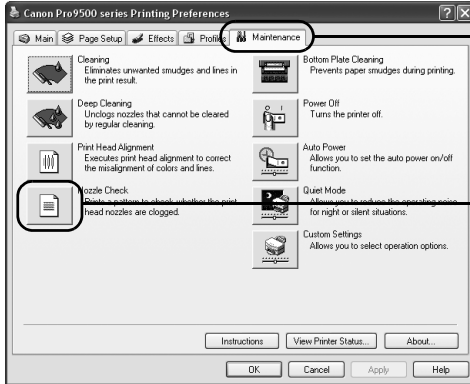 Canon Pro9500 series Printing Preferences
Main Page Setup Effects Profiles Maintenance
Cleaning
Eliminates unwanted smudges and lines in
the print result.
Bottom Plate Cleaning
Prevents paper smudges during printing.
Deep Cleaning
Unclogs nozzles that cannot be cleared
by regular cleaning.
Power Off
Turns the printer off.
Print Head Alignment
Executes print head alignment to correct
the misalignment of colors and lines.
Auto Power
Allows you to set the auto power on/off
function.
Nozzle Check
Prints a pattern to check whether the print
head nozzles are clogged.
Quiet Mode
Allows you to reduce the operating noise
for night or silent situations.
Custom Settings
Allows you to select operation options.
Instructions View Printer Status... About...
OK Cancel Apply Help